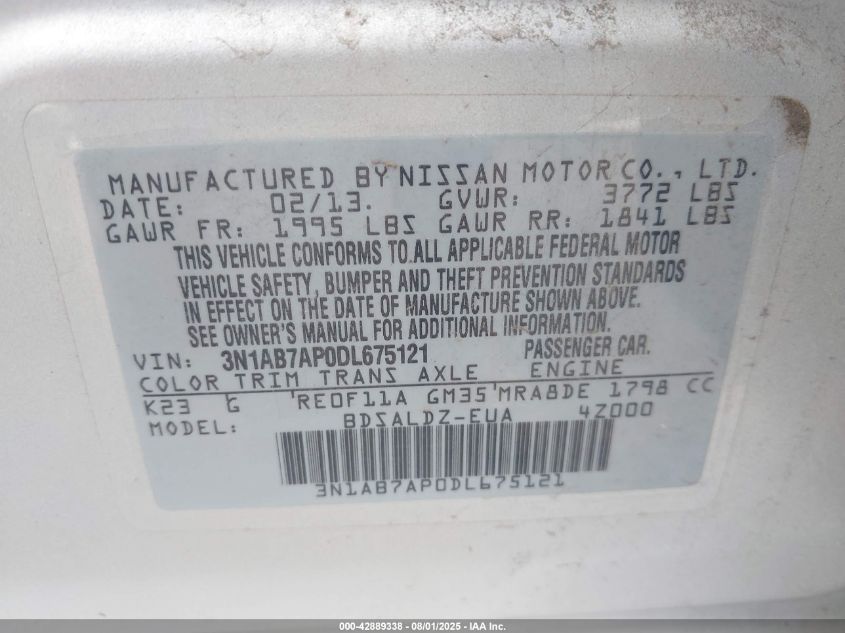 MANUFACTURED BY NISSAN MOTOR CO., LTD.
DATE: 02/13. GVWR: 3772 LBS
GAWR FR: 1995 LBS GAWR RR: 1841 LBS
THIS VEHICLE CONFORMS TO ALL APPLICABLE FEDERAL MOTOR
VEHICLE SAFETY, BUMPER AND THEFT PREVENTION STANDARDS
IN EFFECT ON THE DATE OF MANUFACTURE SHOWN ABOVE.
SEE OWNER'S MANUAL FOR ADDITIONAL INFORMATION.
VIN: 3N1AB7AP0DL675121 PASSENGER CAR.
COLOR TRIM TRANS AXLE ENGINE
K23 G RE0F11A GM35 MRA8DE 1798 CC
MODEL: BDSALDZ-EUA 4Z000
3N1AB7AP0DL675121
000-42889338 - 08/01/2025 - IAA Inc.